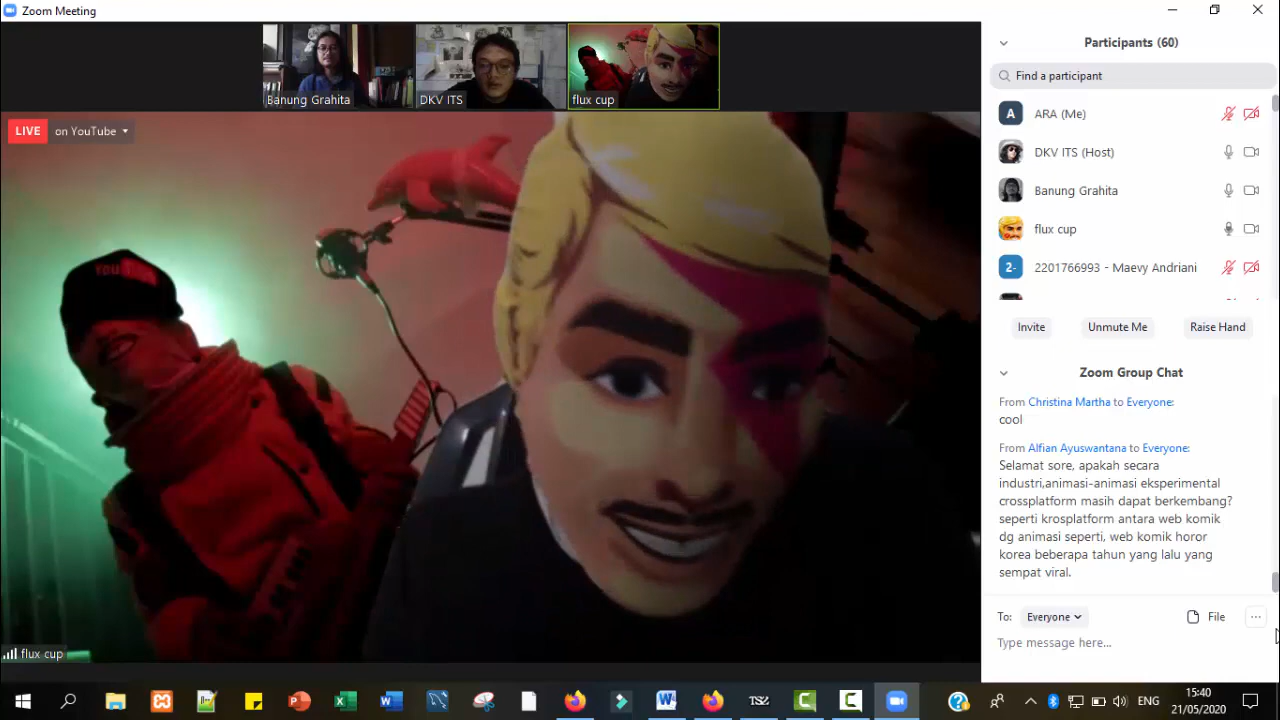 Zoom Meeting
Banung Grahita
DKV ITS
flux cup
LIVE on YouTube
YouT
flux cup
Participants (60)
Find a participant
A ARA (Me)
DKV ITS (Host)
Banung Grahita
flux cup
2- 2201766993 - Maevy Andriani
Invite Unmute Me Raise Hand
Zoom Group Chat
From Christina Martha to Everyone:
cool
From Alfian Ayuswantana to Everyone:
Selamat sore, apakah secara
industri,animasi-animasi eksperimental
crossplatform masih dapat berkembang?
seperti krosplatform antara web komik
dg animasi seperti, web komik horor
korea beberapa tahun yang lalu yang
sempat viral.
To: Everyone File
Type message here...
ENG
15:40
21/05/2020